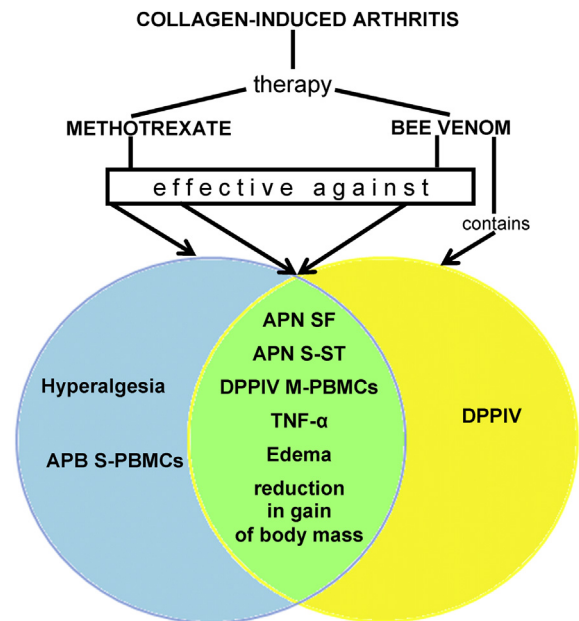 COLLAGEN-INDUCED ARTHRITIS
therapy
METHOTREXATE
BEE VENOM
effective against
contains
APN SF
APN S-ST
Hyperalgesia
DPPIV M-PBMCs
TNF-α
DPPIV
APB S-PBMCs
Edema
reduction
in gain
of body mass